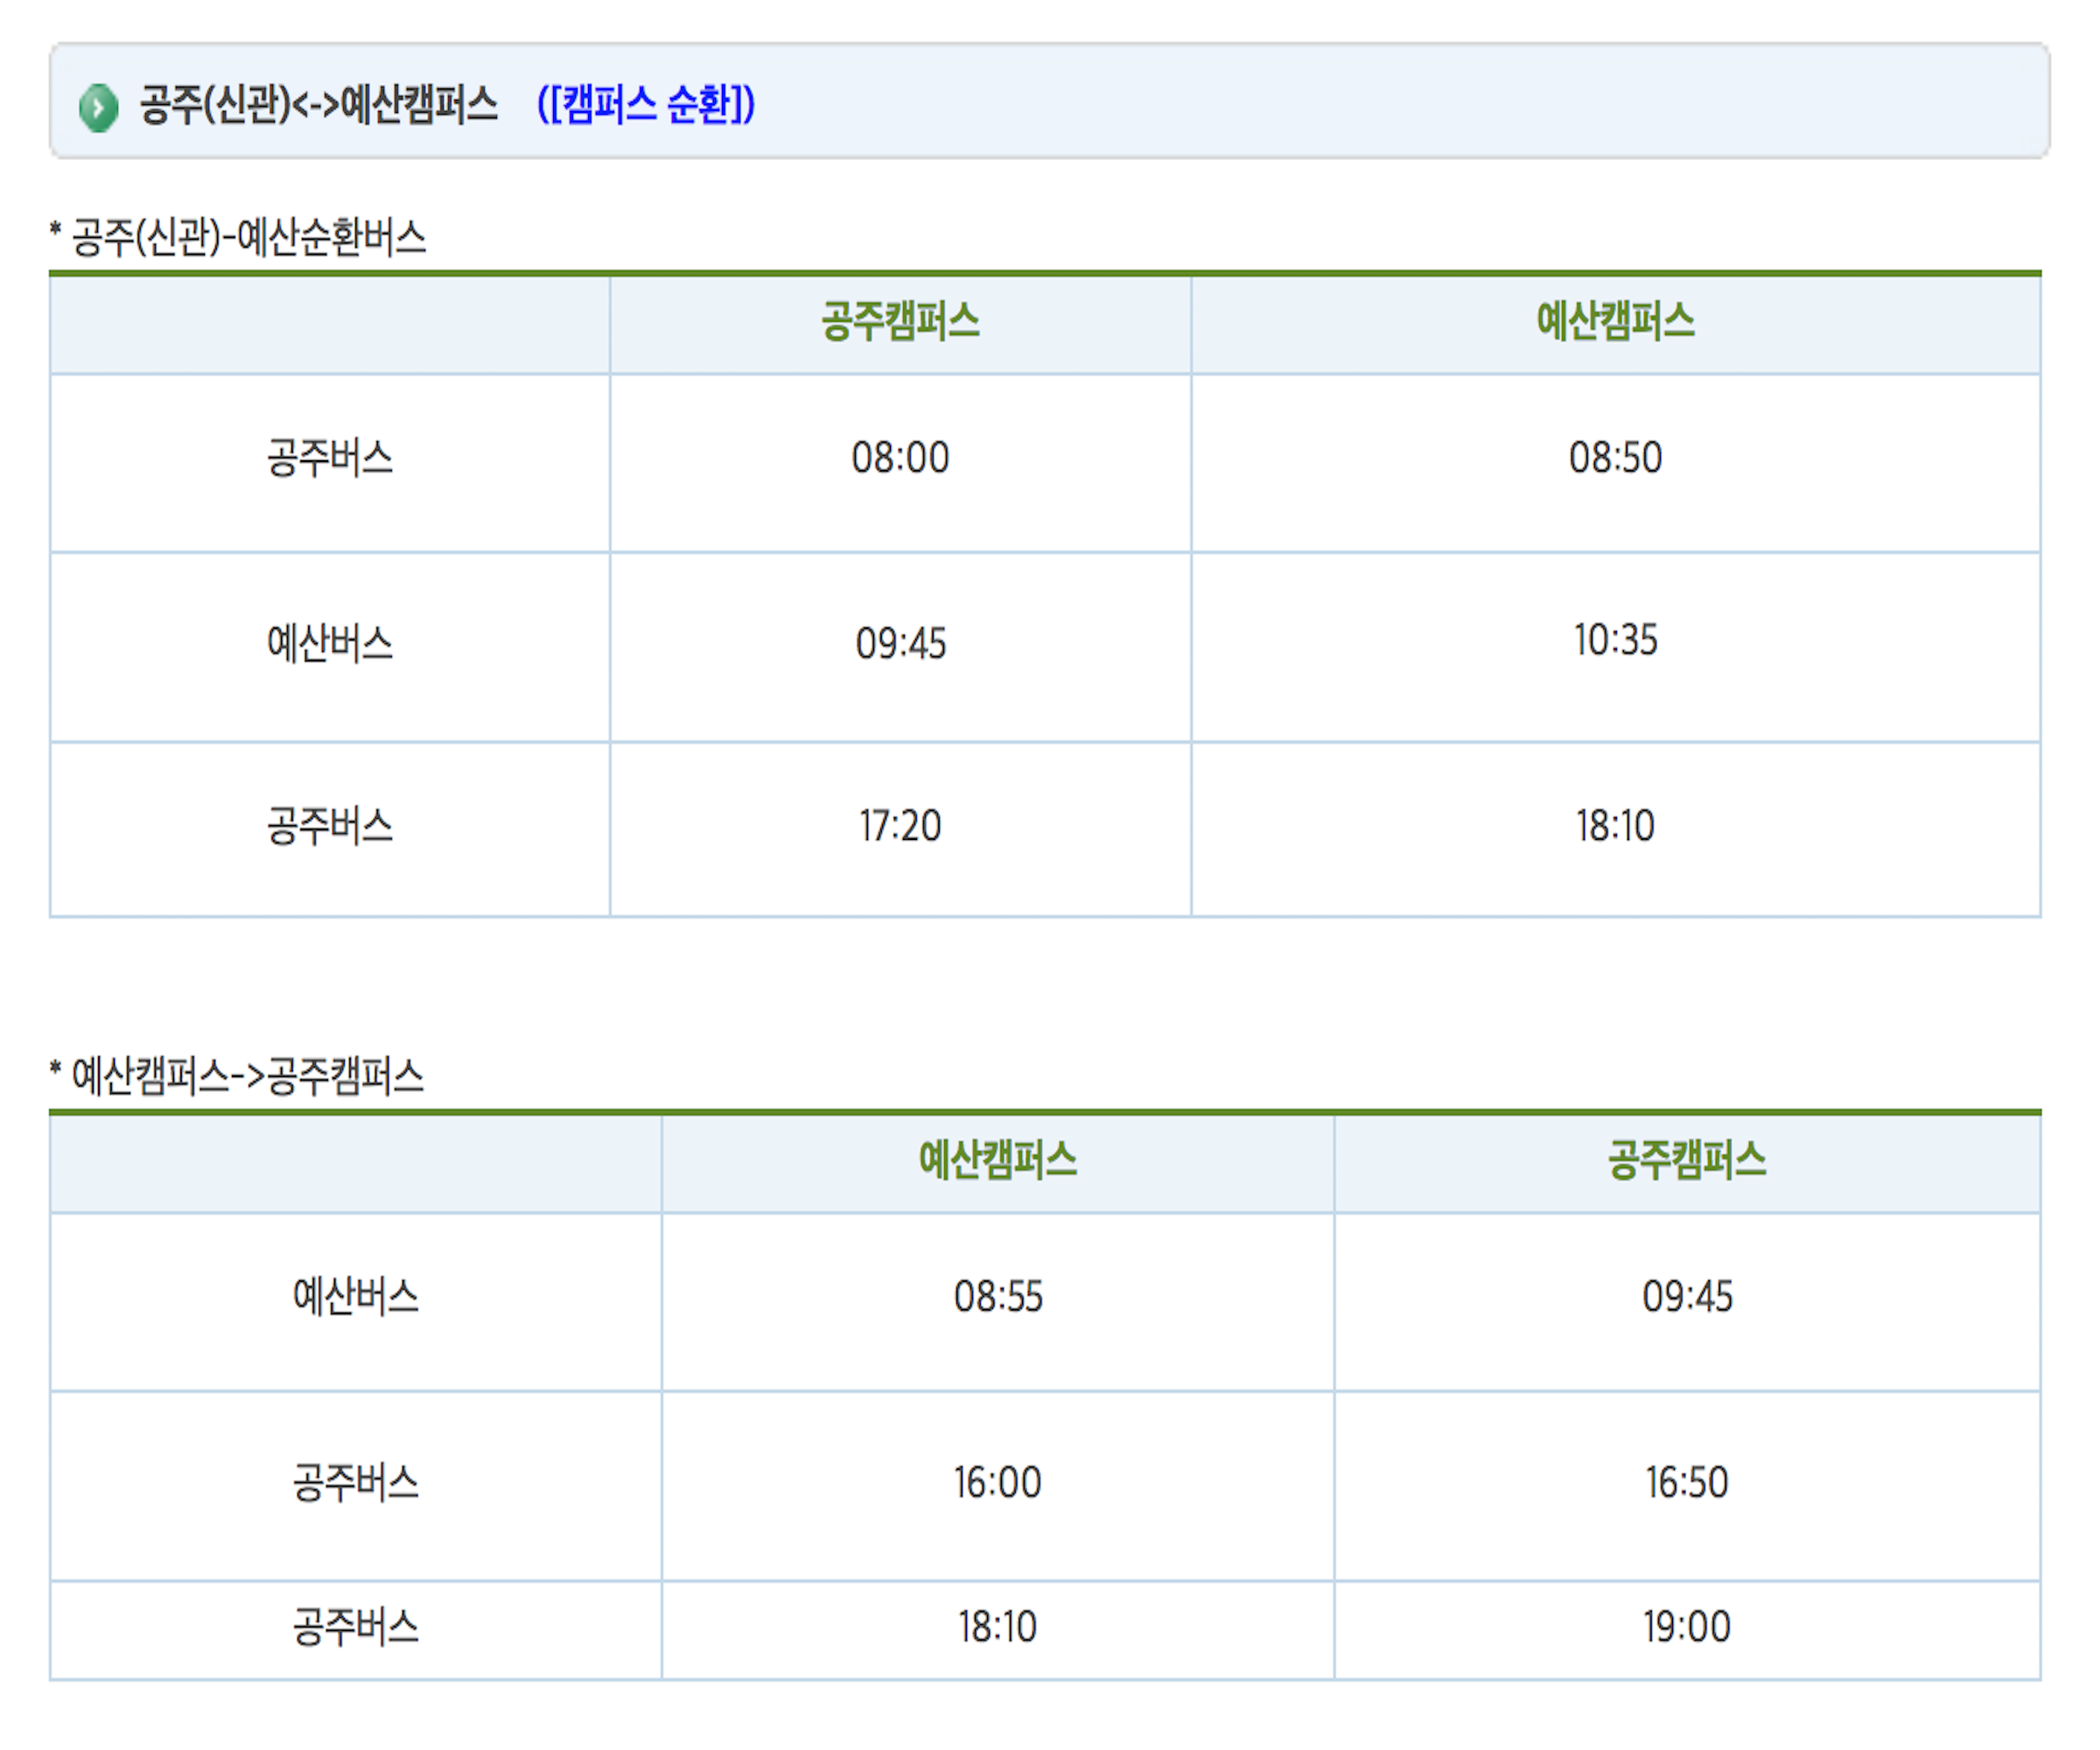 공주(신관)<->예산캠퍼스 ([캠퍼스 순환])
* 공주(신관)-예산순환버스
공주캠퍼스 예산캠퍼스
공주버스 08:00 08:50
예산버스 09:45 10:35
공주버스 17:20 18:10
* 예산캠퍼스->공주캠퍼스
예산캠퍼스 공주캠퍼스
예산버스 08:55 09:45
공주버스 16:00 16:50
공주버스 18:10 19:00